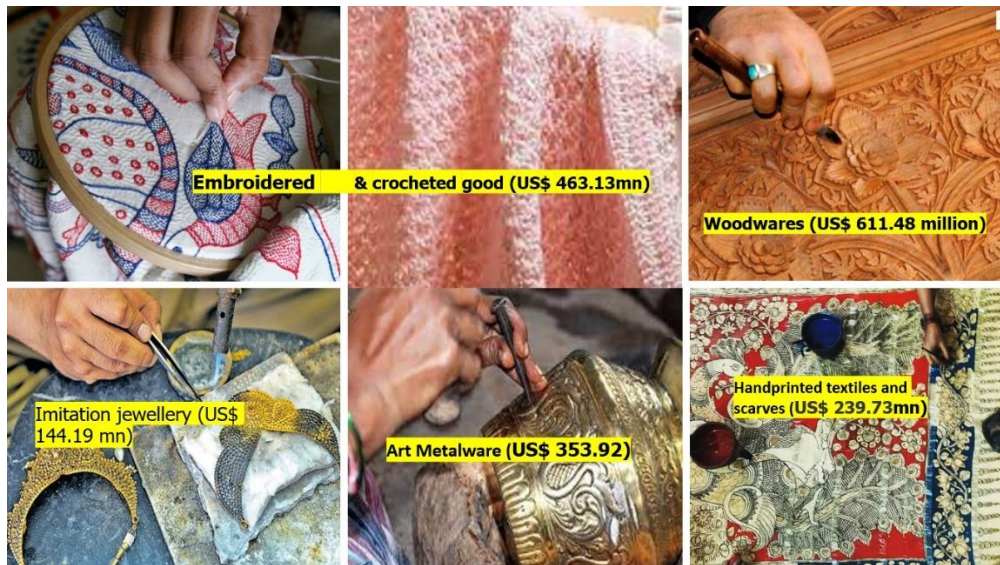 Embroidered & crocheted good (US$ 463.13mn)
Woodwares (US$ 611.48 million)
Imitation jewellery (US$
144.19 mn)
Art Metalware (US$ 353.92)
Handprinted textiles and
scarves (US$ 239.73mn)